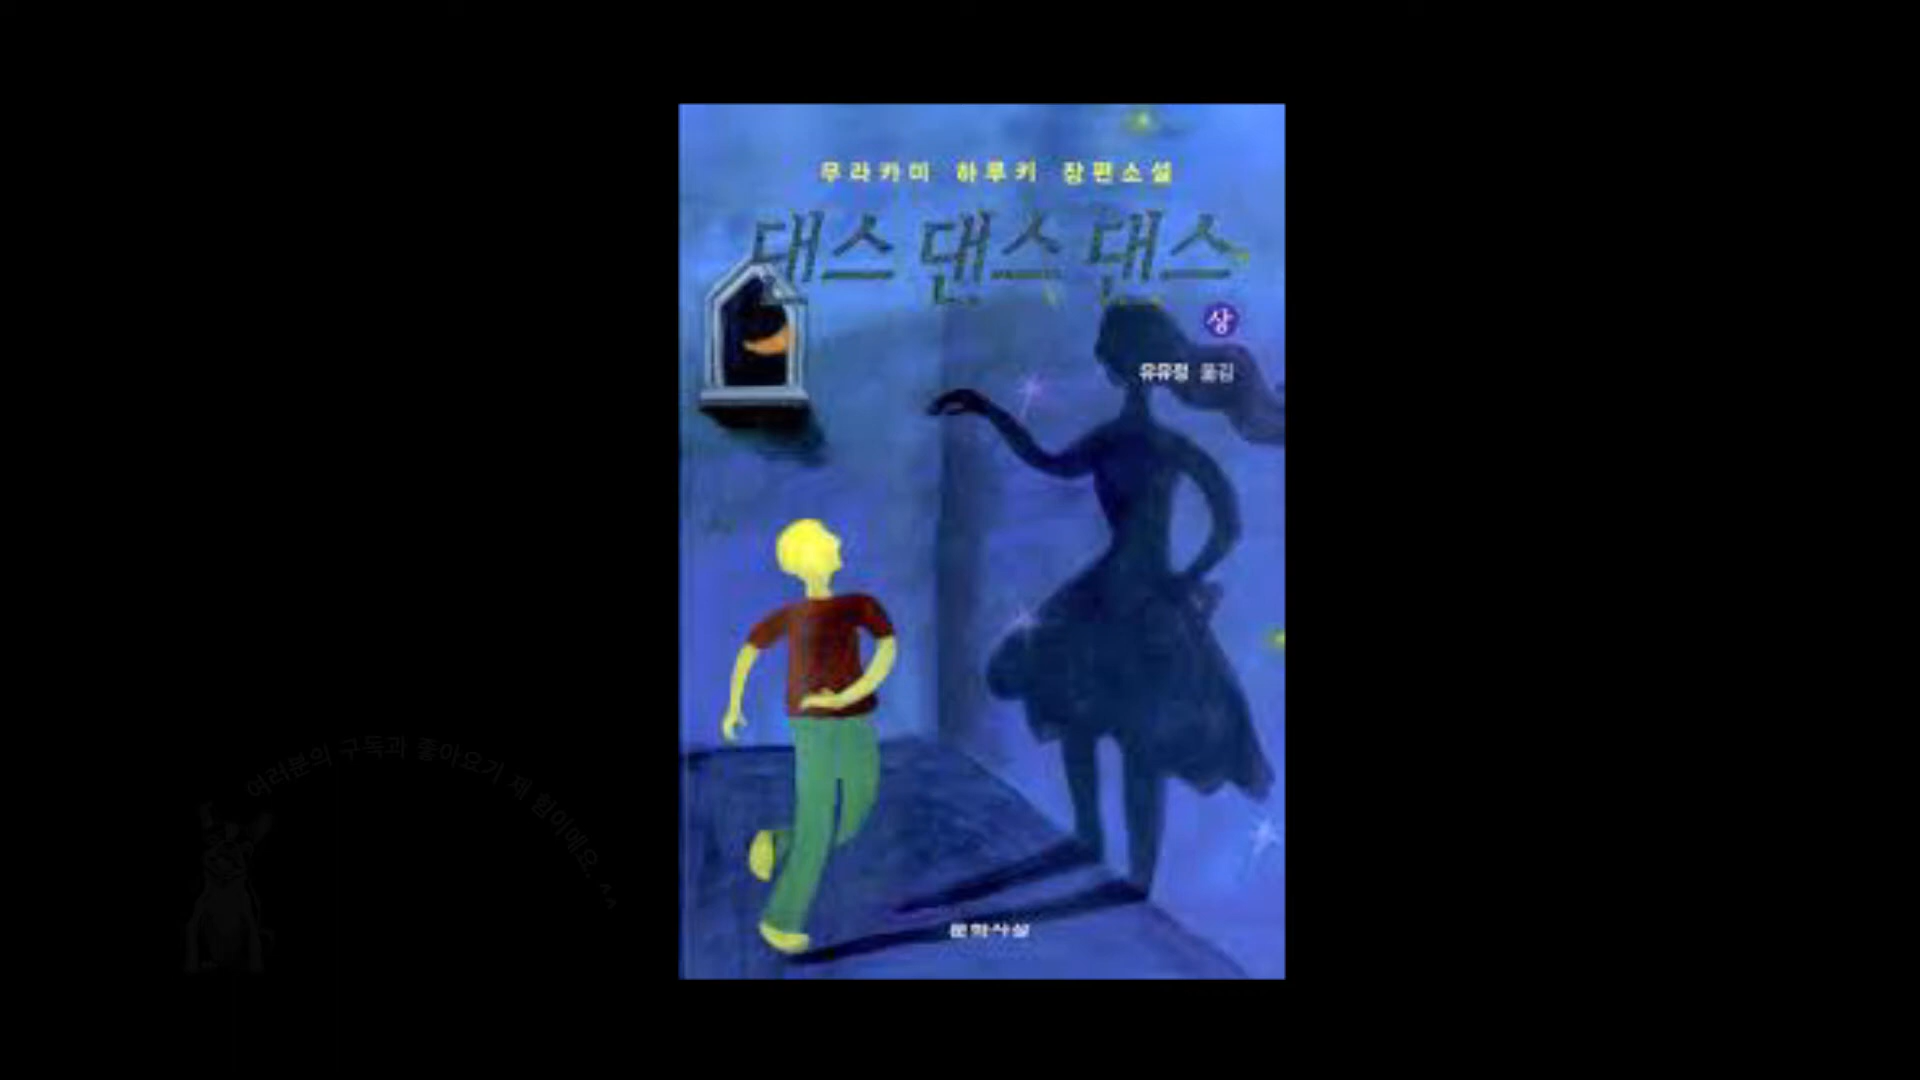 무라카미 하루키 장편소설
댄스 댄스 댄스
상
유유정 옮김
문학사상
여러분의 구독과 좋아요가 제 힘이에요. ^^